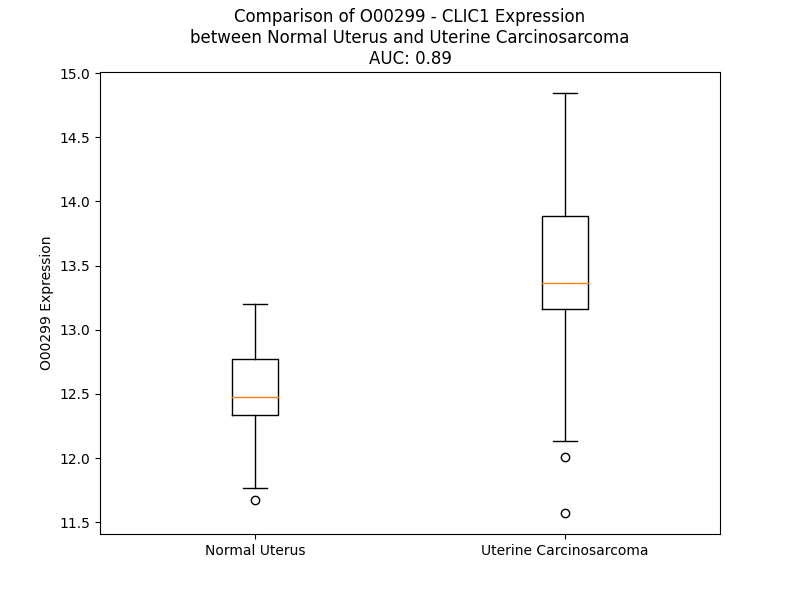 Comparison of O00299 - CLIC1 Expression
between Normal Uterus and Uterine Carcinosarcoma
AUC: 0.89
15.0
14.5
14.0
13.5
13.0
12.5
12.0
11.5
O00299 Expression
Normal Uterus
Uterine Carcinosarcoma